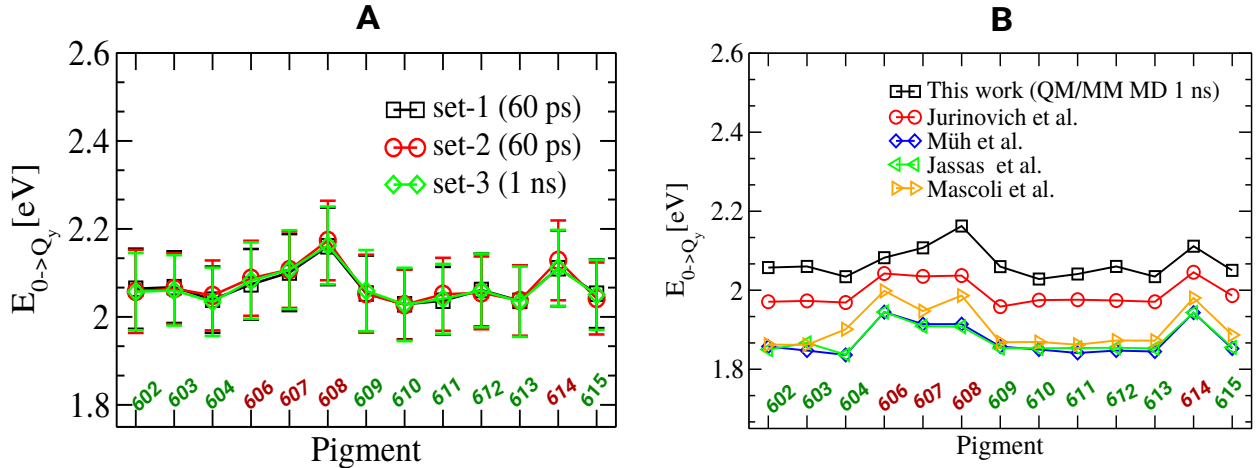 A
E0->Qy [eV]
2.6
2.4
2.2
2
1.8
set-1 (60 ps)
set-2 (60 ps)
set-3 (1 ns)
602 603 604 606 607 608 609 610 611 612 613 614 615
Pigment
B
E0->Qy [eV]
2.6
2.4
2.2
2
1.8
This work (QM/MM MD 1 ns)
Jurinovich et al.
Müh et al.
Jassas et al.
Mascoli et al.
602 603 604 606 607 608 609 610 611 612 613 614 615
Pigment